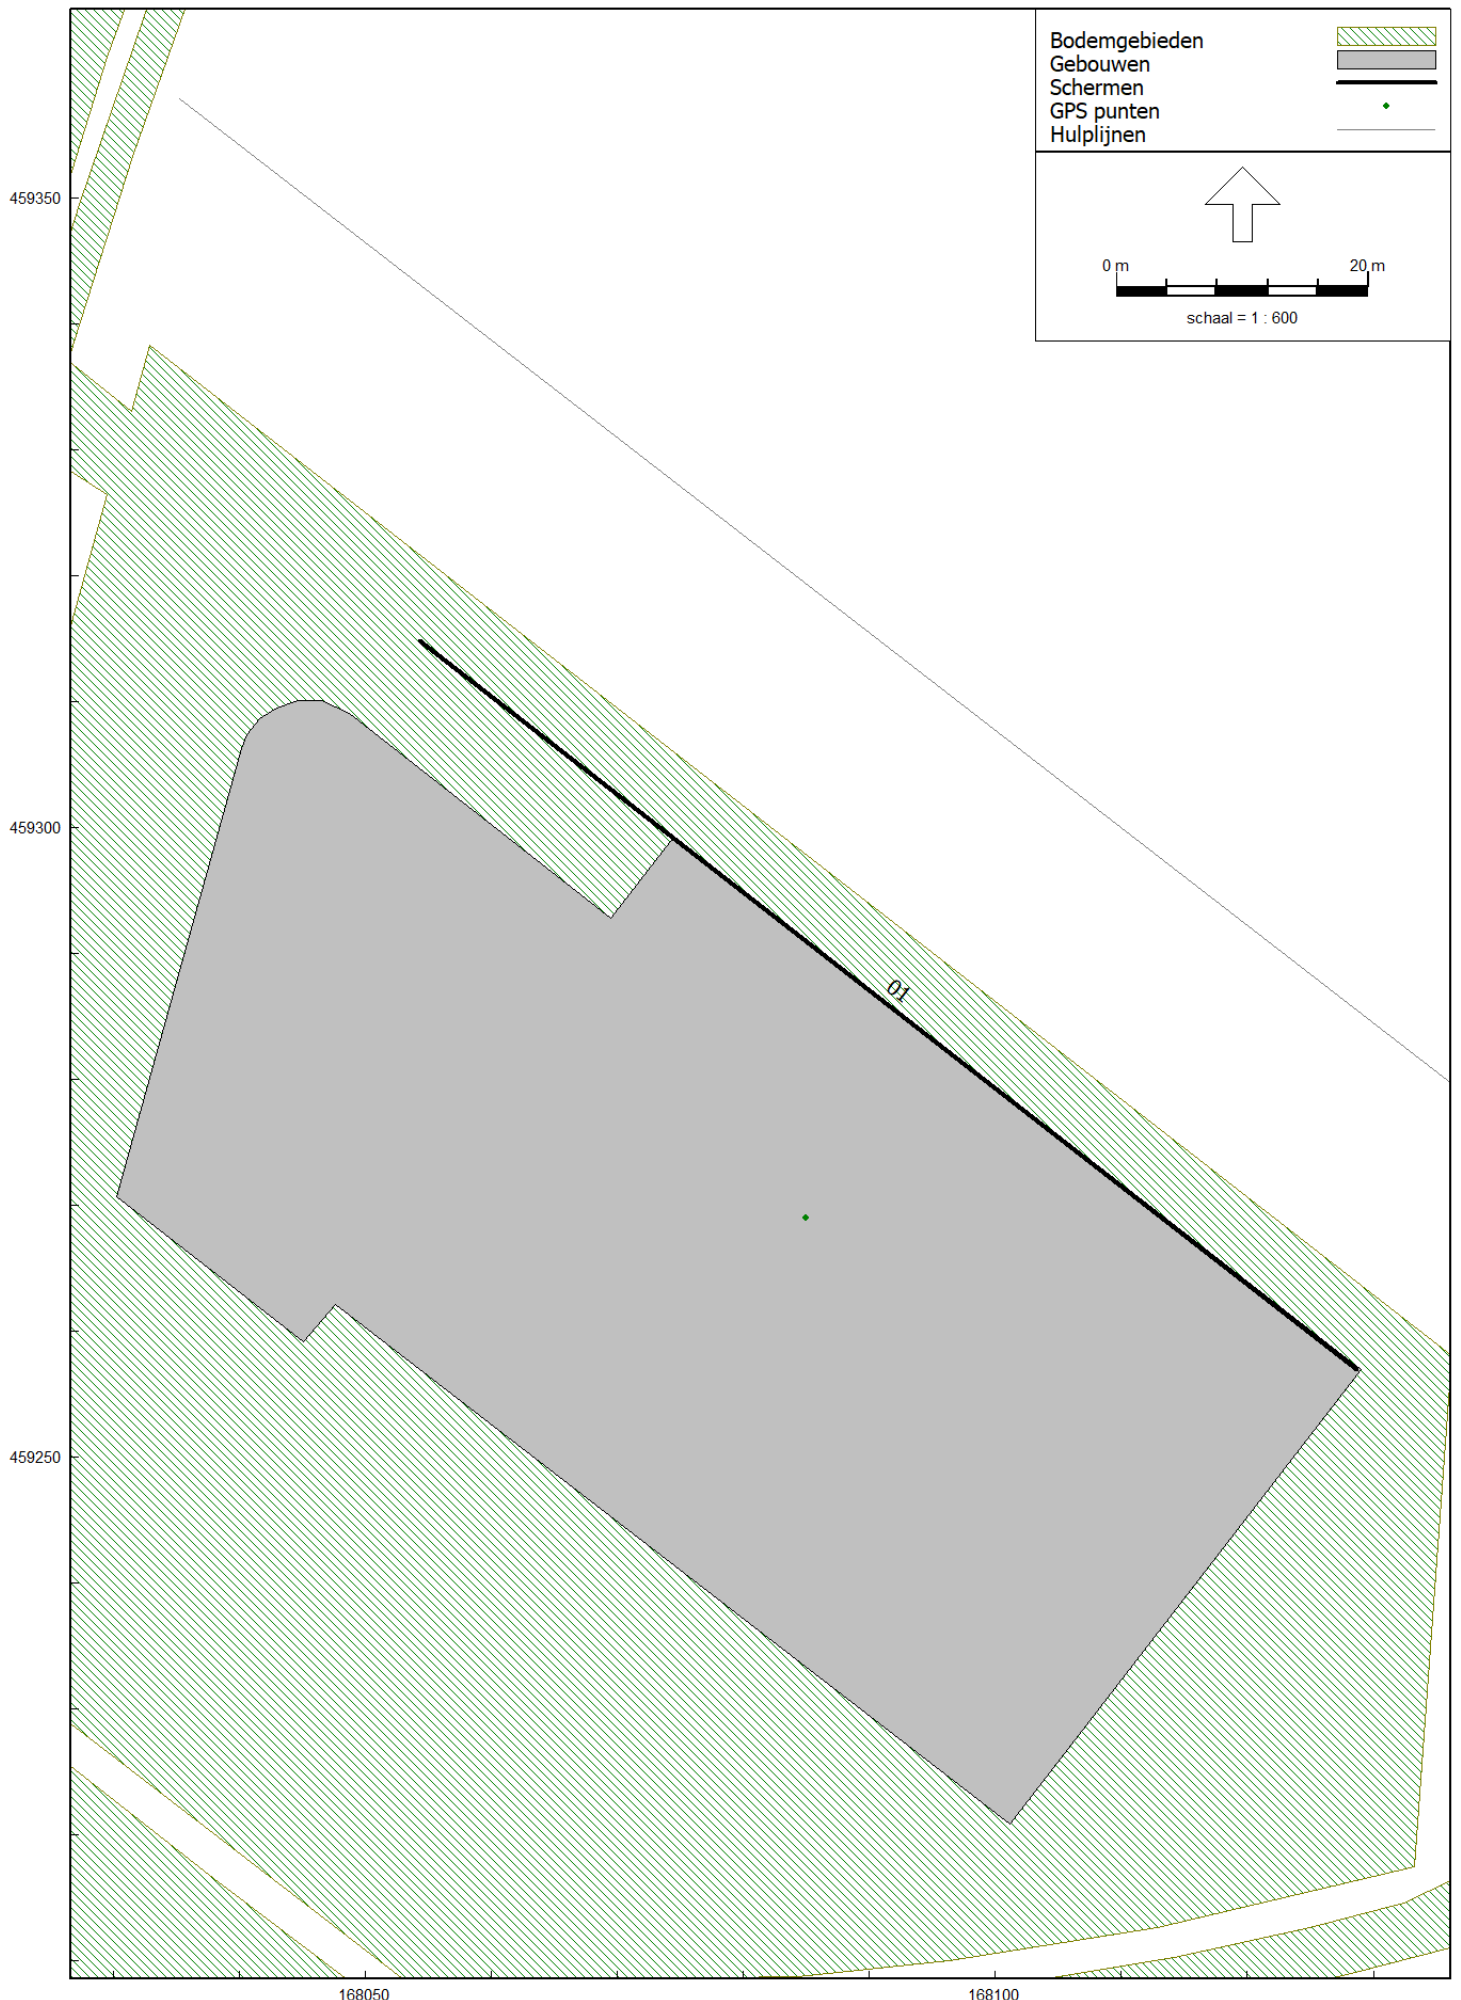 Bodemgebieden
Gebouwen
Schermen
GPS punten
Hulplijnen
0 m 20 m
schaal = 1 : 600
459350
459300
01
459250
168050 168100